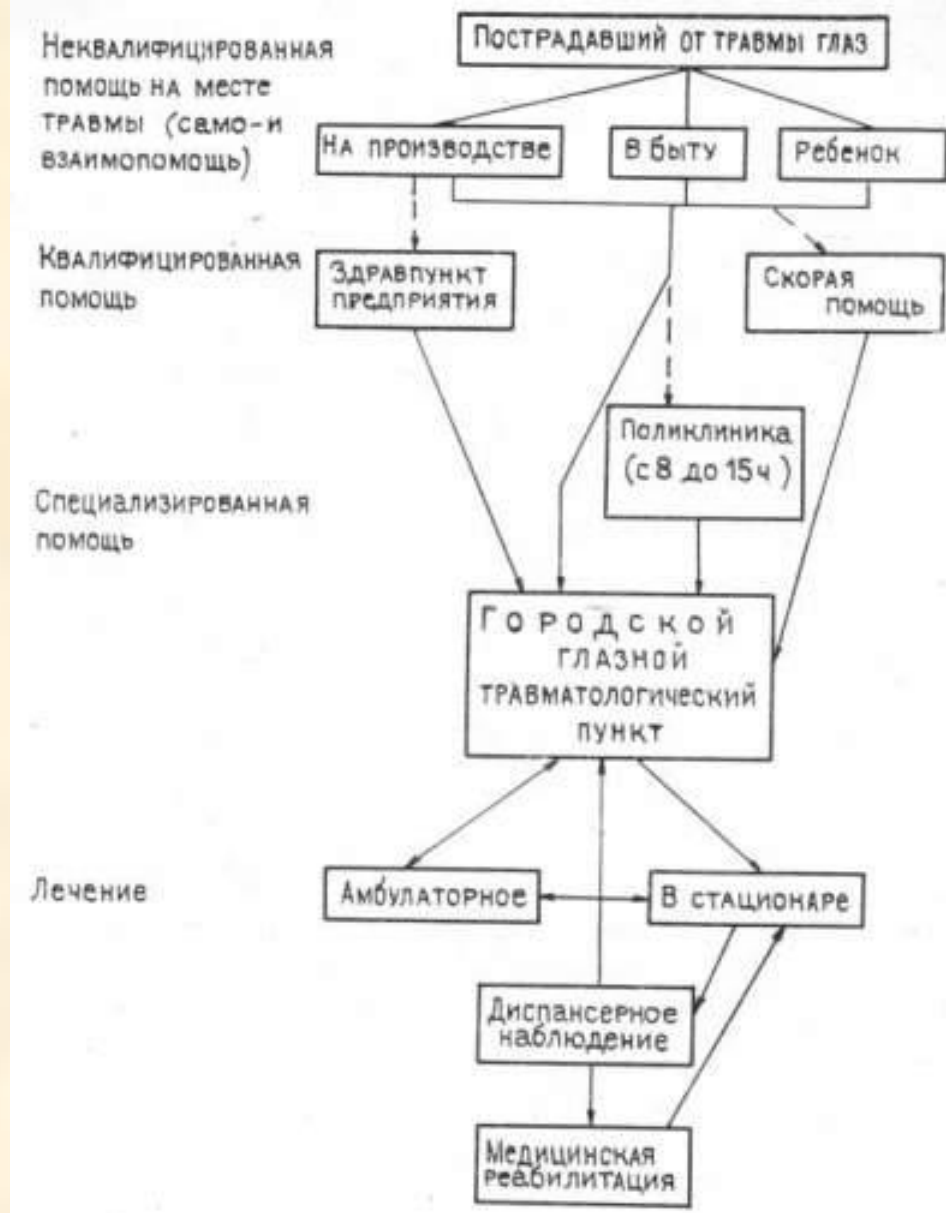 Неквалифицированная
помощь на месте
травмы (само- и
взаимопомощь)
Пострадавший от травмы глаз
На производстве
В быту
Ребенок
Квалифицированная
помощь
Здравпункт
предприятия
Скорая
помощь
Поликлиника
(с 8 до 15 ч)
Специализированная
помощь
Городской
глазной
травматологический
пункт
Лечение
Амбулаторное
В стационаре
Диспансерное
наблюдение
Медицинская
реабилитация